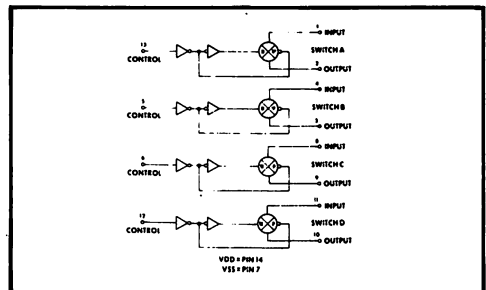 1 INPUT
13
CONTROL
SWITCH A
2 OUTPUT
4 INPUT
5
CONTROL
SWITCH B
3 OUTPUT
8 INPUT
6
CONTROL
SWITCH C
9 OUTPUT
11 INPUT
12
CONTROL
SWITCH D
10 OUTPUT
VDD = PIN 14
VSS = PIN 7